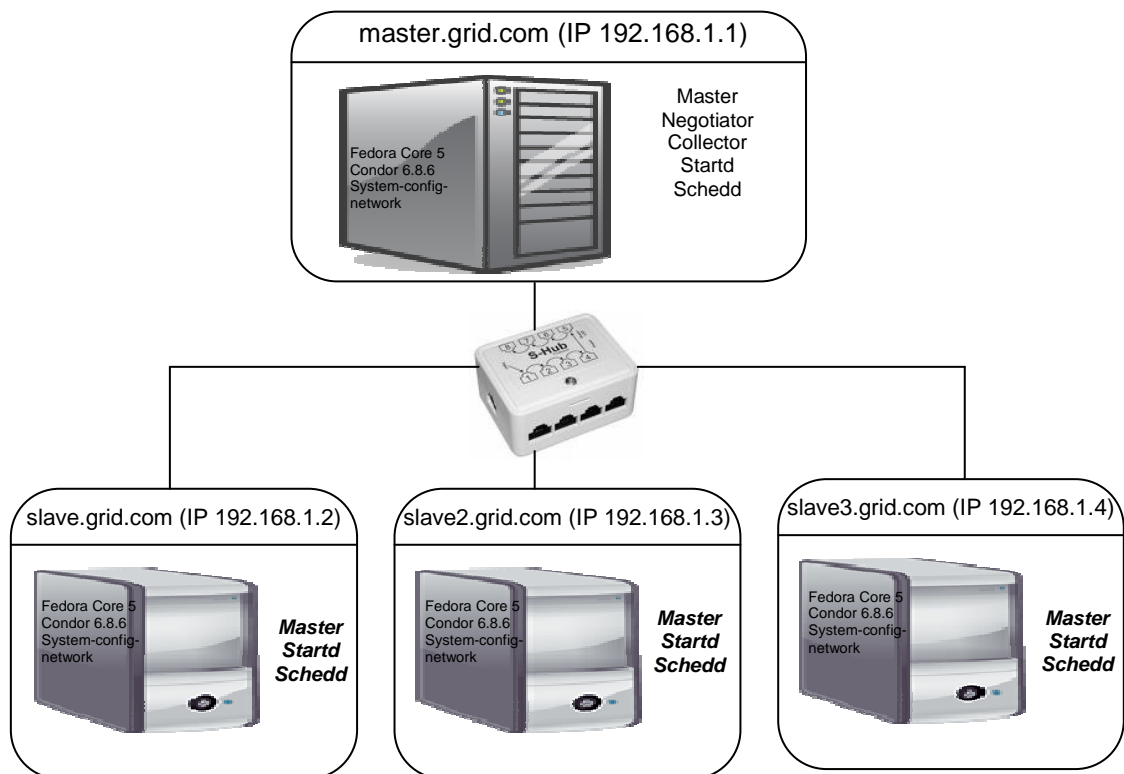 master.grid.com (IP 192.168.1.1)
Fedora Core 5
Condor 6.8.6
System-config-
network
Master
Negotiator
Collector
Startd
Schedd
S-Hub
1 2 3 4
slave.grid.com (IP 192.168.1.2)
Fedora Core 5
Condor 6.8.6
System-config-
network
Master
Startd
Schedd
slave2.grid.com (IP 192.168.1.3)
Fedora Core 5
Condor 6.8.6
System-config-
network
Master
Startd
Schedd
slave3.grid.com (IP 192.168.1.4)
Fedora Core 5
Condor 6.8.6
System-config-
network
Master
Startd
Schedd